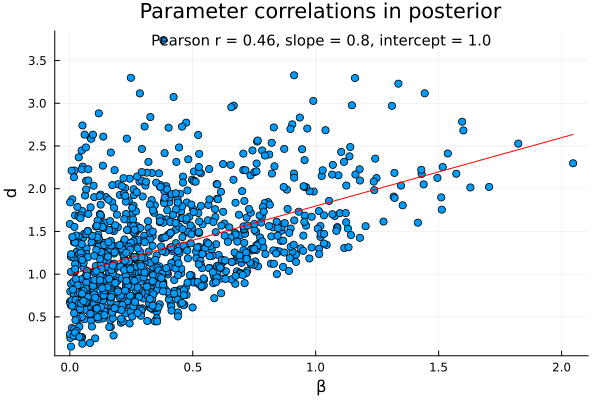 Parameter correlations in posterior
Pearson r = 0.46, slope = 0.8, intercept = 1.0
3.5
3.0
2.5
2.0
1.5
1.0
0.5
d
0.0 0.5 1.0 1.5 2.0
β